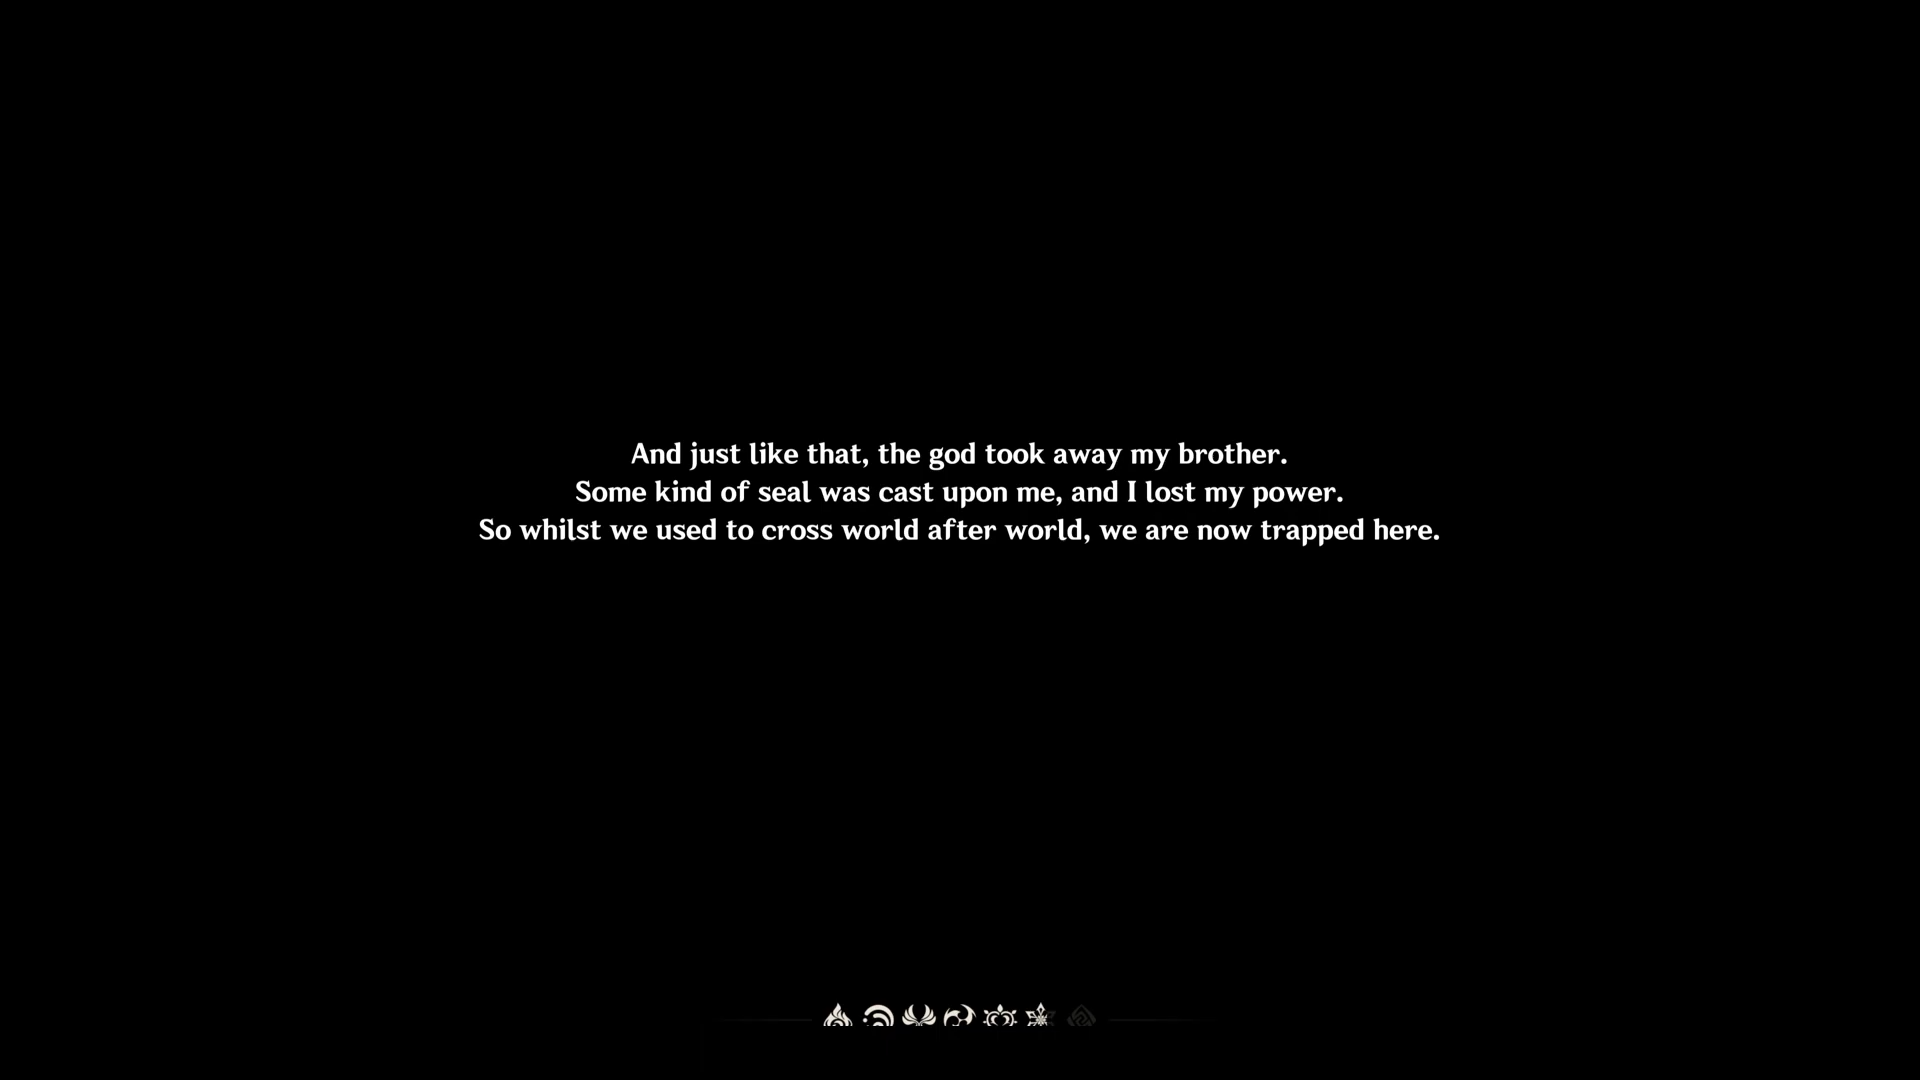 And just like that, the god took away my brother.
Some kind of seal was cast upon me, and I lost my power.
So whilst we used to cross world after world, we are now trapped here.